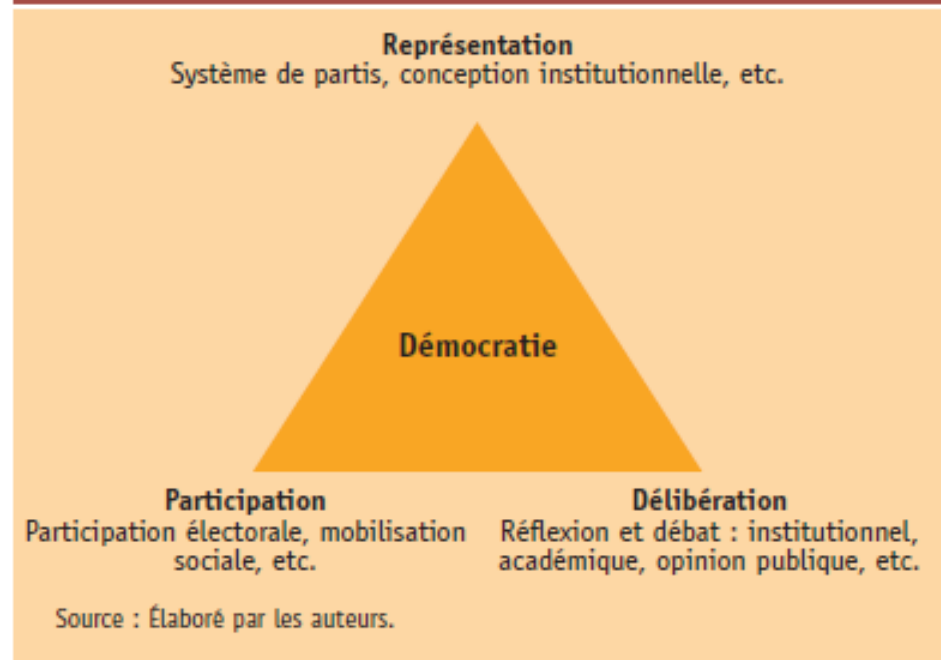 Représentation
Système de partis, conception institutionnelle, etc.
Démocratie
Participation
Participation électorale, mobilisation
sociale, etc.
Délibération
Réflexion et débat : institutionnel,
académique, opinion publique, etc.
Source : Élaboré par les auteurs.